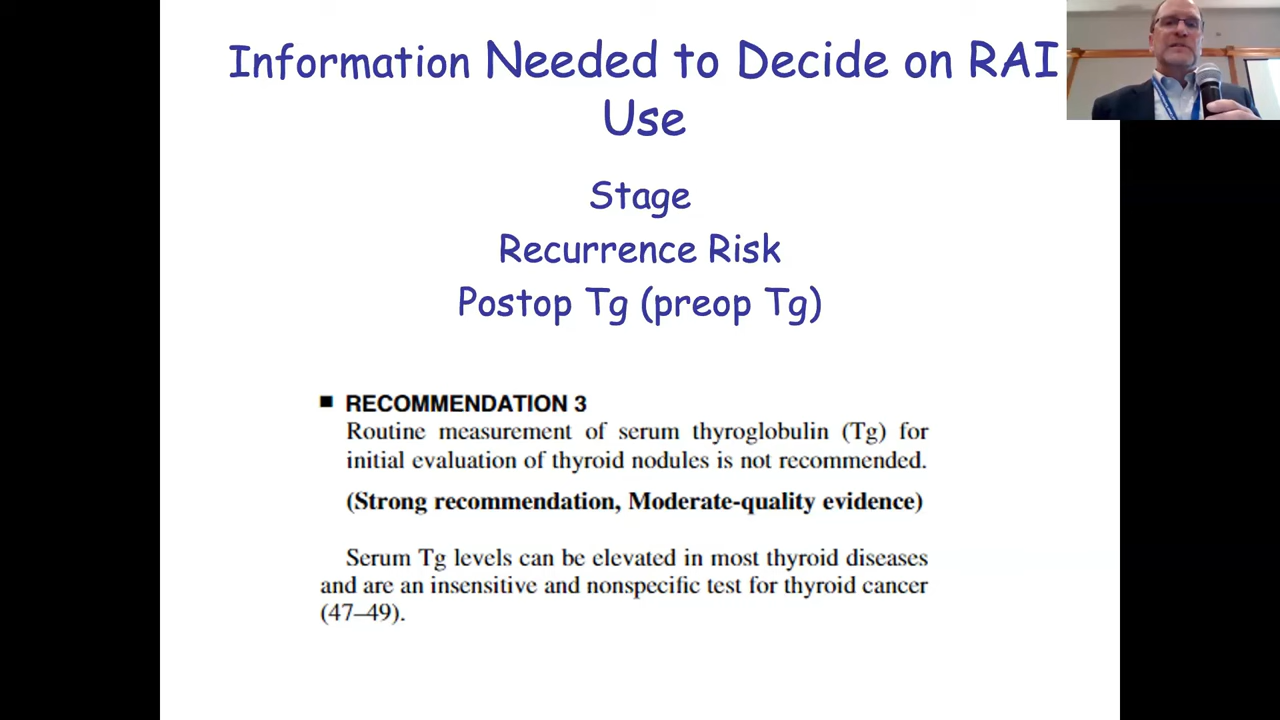 Information Needed to Decide on RAI
Use
Stage
Recurrence Risk
Postop Tg (preop Tg)
■ RECOMMENDATION 3
Routine measurement of serum thyroglobulin (Tg) for
initial evaluation of thyroid nodules is not recommended.
(Strong recommendation, Moderate-quality evidence)
Serum Tg levels can be elevated in most thyroid diseases
and are an insensitive and nonspecific test for thyroid cancer
(47–49).